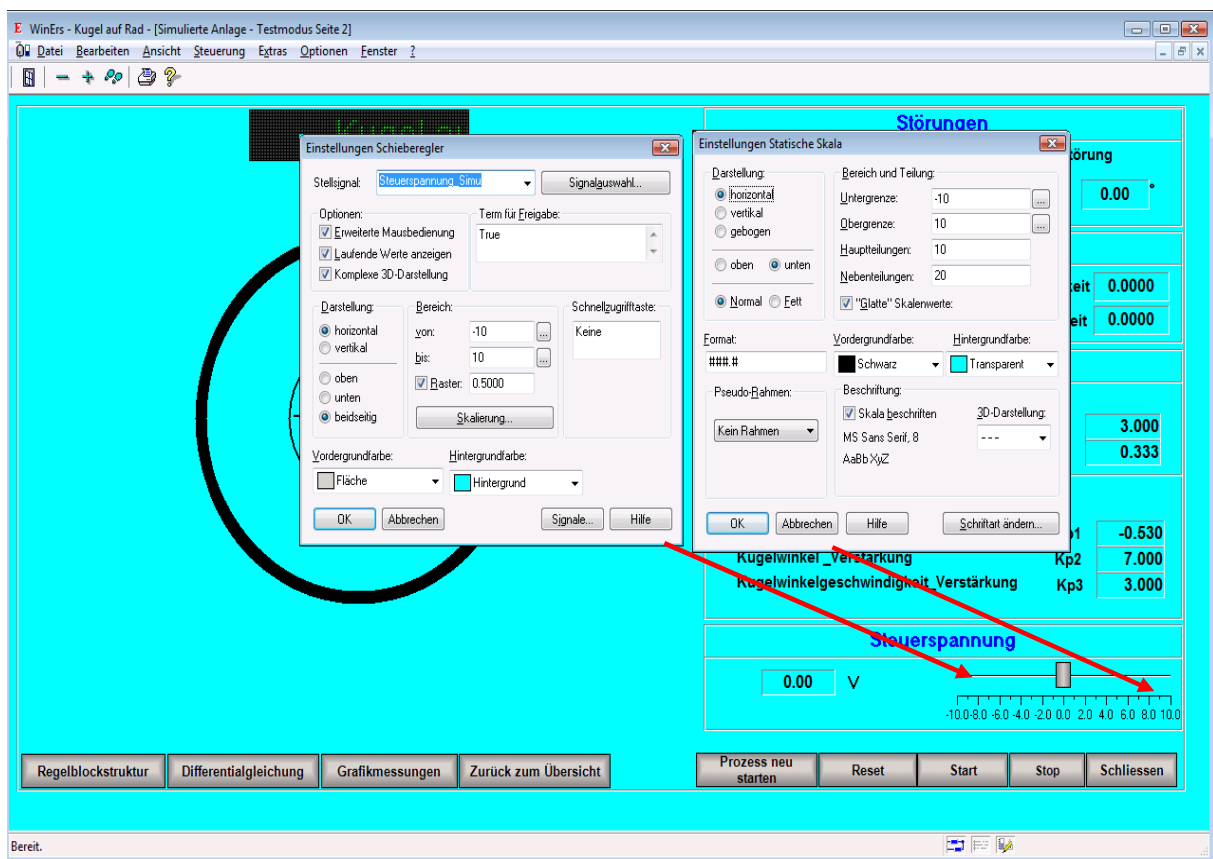 WinErs - Kugel auf Rad - [Simulierte Anlage - Testmodus Seite 2]
Datei Bearbeiten Ansicht Steuerung Extras Optionen Fenster ?
Störungen
0.00 °
0.0000
0.0000
3.000
0.333
-0.530
Kugelwinkel_Verstärkung Kp2 7.000
Kugelwinkelgeschwindigkeit_Verstärkung Kp3 3.000
Einstellungen Schieberegler
Stellsignal: Steuerspannung_Simu Signalauswahl...
Optionen:
Erweiterte Mausbedienung
Laufende Werte anzeigen
Komplexe 3D-Darstellung
Term für Freigabe:
True
Darstellung:
horizontal
vertikal
oben
unten
beidseitig
Bereich:
von: -10 ...
bis: 10 ...
Raster: 0.5000
Skalierung...
Schnellzugrifftaste:
Keine
Vordergrundfarbe: Hintergrundfarbe:
Fläche Hintergrund
OK Abbrechen Signale... Hilfe
Einstellungen Statische Skala
Darstellung:
horizontal
vertikal
gebogen
oben unten
Normal Fett
Bereich und Teilung:
Untergrenze: -10 ...
Obergrenze: 10 ...
Hauptteilungen: 10
Nebenteilungen: 20
"Glatte" Skalenwerte:
Format: Vordergrundfarbe: Hintergrundfarbe:
###.# Schwarz Transparent
Pseudo-Rahmen:
Kein Rahmen
Beschriftung:
Skala beschriften 3D-Darstellung:
MS Sans Serif, 8 ---
AaBb XyZ
OK Abbrechen Hilfe Schriftart ändern...
Steuerspannung
0.00 V
-10.0 -8.0 -6.0 -4.0 -2.0 0.0 2.0 4.0 6.0 8.0 10.0
Regelblockstruktur Differentialgleichung Grafikmessungen Zurück zum Übersicht
Prozess neu starten Reset Start Stop Schliessen
Bereit.